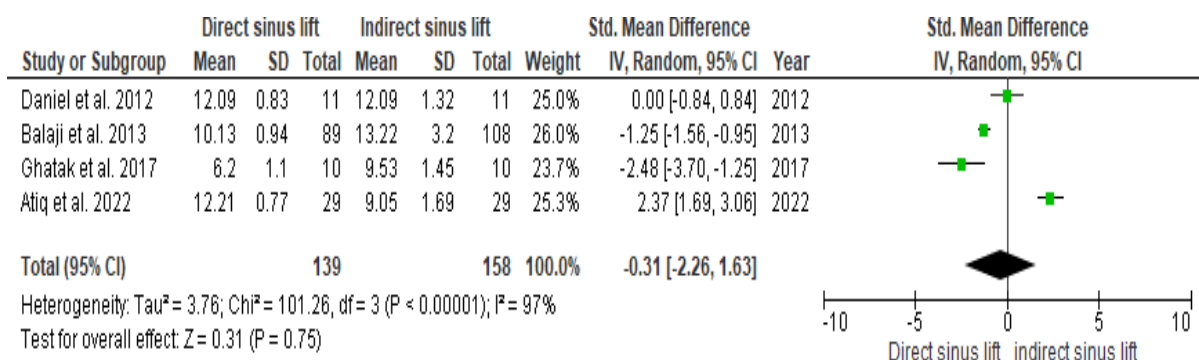 Direct sinus lift Indirect sinus lift Std. Mean Difference Std. Mean Difference
Study or Subgroup Mean SD Total Mean SD Total Weight IV, Random, 95% CI Year IV, Random, 95% CI
Daniel et al. 2012 12.09 0.83 11 12.09 1.32 11 25.0% 0.00 [-0.84, 0.84] 2012
Balaji et al. 2013 10.13 0.94 89 13.22 3.2 108 26.0% -1.25 [-1.56, -0.95] 2013
Ghatak et al. 2017 6.2 1.1 10 9.53 1.45 10 23.7% -2.48 [-3.70, -1.25] 2017
Atiq et al. 2022 12.21 0.77 29 9.05 1.69 29 25.3% 2.37 [1.69, 3.06] 2022
Total (95% CI) 139 158 100.0% -0.31 [-2.26, 1.63]
Heterogeneity: Tau² = 3.76; Chi² = 101.26, df = 3 (P < 0.00001); I² = 97%
Test for overall effect: Z = 0.31 (P = 0.75)
-10 -5 0 5 10
Direct sinus lift indirect sinus lift